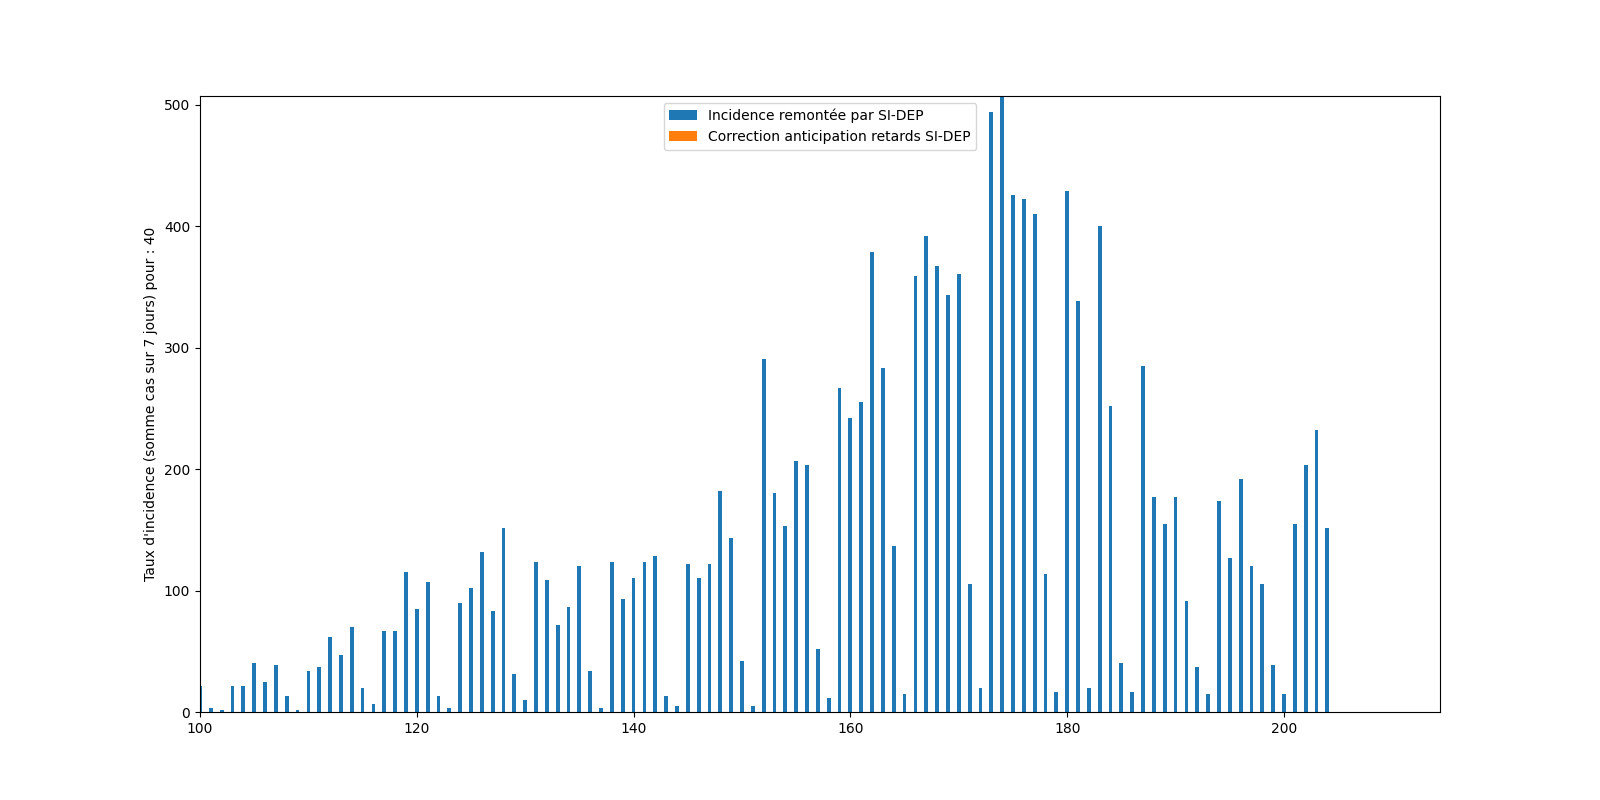 Incidence remontée par SI-DEP
Correction anticipation retards SI-DEP
Taux d'incidence (somme cas sur 7 jours) pour : 40
500
400
300
200
100
0
100 120 140 160 180 200